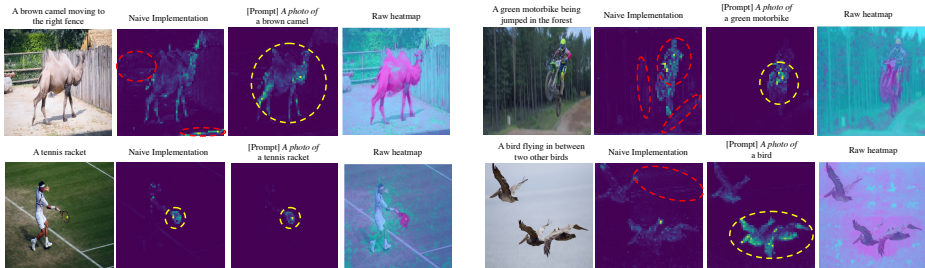 A brown camel moving to
the right fence
Naive Implementation
[Prompt] A photo of
a brown camel
Raw heatmap
A green motorbike being
jumped in the forest
Naive Implementation
[Prompt] A photo of
a green motorbike
Raw heatmap
A tennis racket
Naive Implementation
[Prompt] A photo of
a tennis racket
Raw heatmap
A bird flying in between
two other birds
Naive Implementation
[Prompt] A photo of
a bird
Raw heatmap